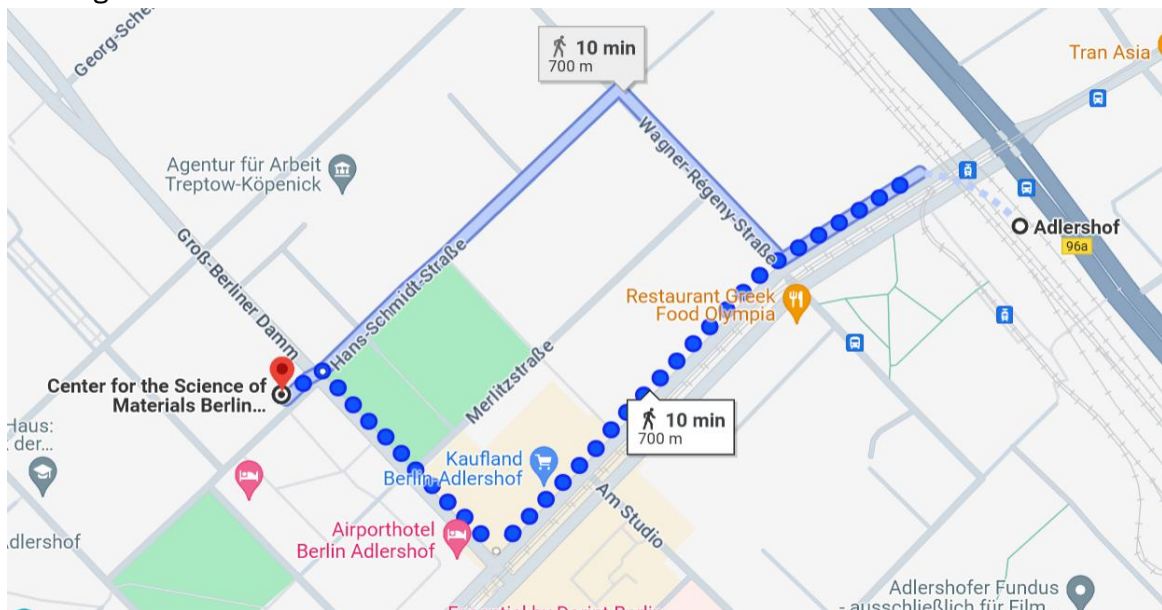 Georg-Sche
10 min
700 m
Tran Asia
Agentur für Arbeit
Treptow-Köpenick
Wagner-Régeny-Straße
Adlershof
96a
Groß-Berliner Damm
Hans-Schmidt-Straße
Restaurant Greek
Food Olympia
Center for the Science of
Materials Berlin...
Merlitzstraße
10 min
700 m
Haus:
der...
Kaufland
Berlin-Adlershof
Am Studio
Airporthotel
Berlin Adlershof
dlershof
Adlershofer Fundus
- ausschließlich für Film